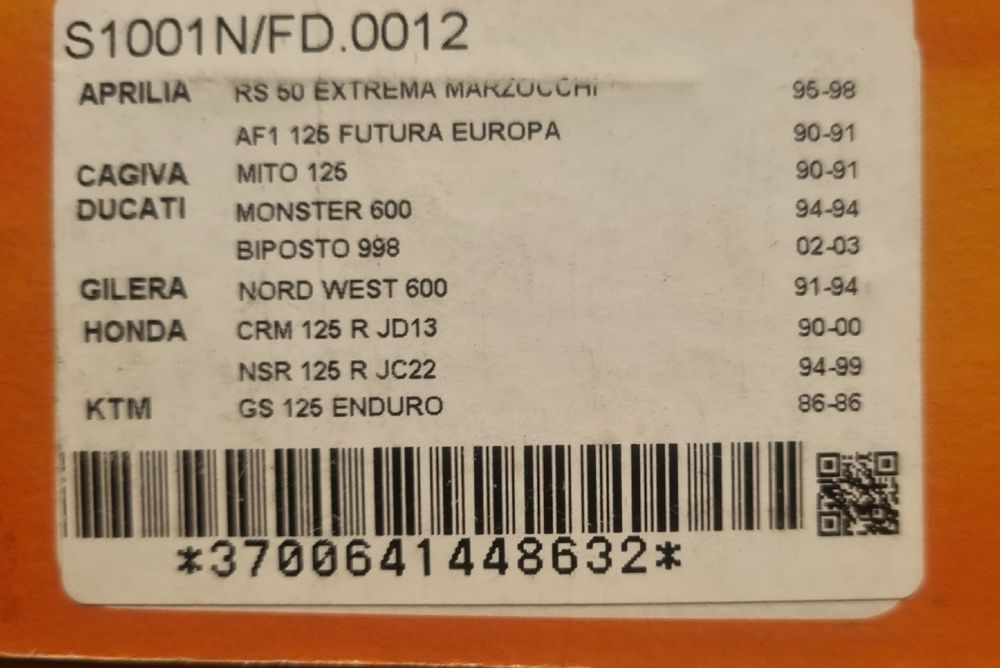 S1001N/FD.0012
APRILIA RS 50 EXTREMA MARZOCCHI 95-98
AF1 125 FUTURA EUROPA 90-91
CAGIVA MITO 125 90-91
DUCATI MONSTER 600 94-94
BIPOSTO 998 02-03
GILERA NORD WEST 600 91-94
HONDA CRM 125 R JD13 90-00
NSR 125 R JC22 94-99
KTM GS 125 ENDURO 86-86
*3700641448632*